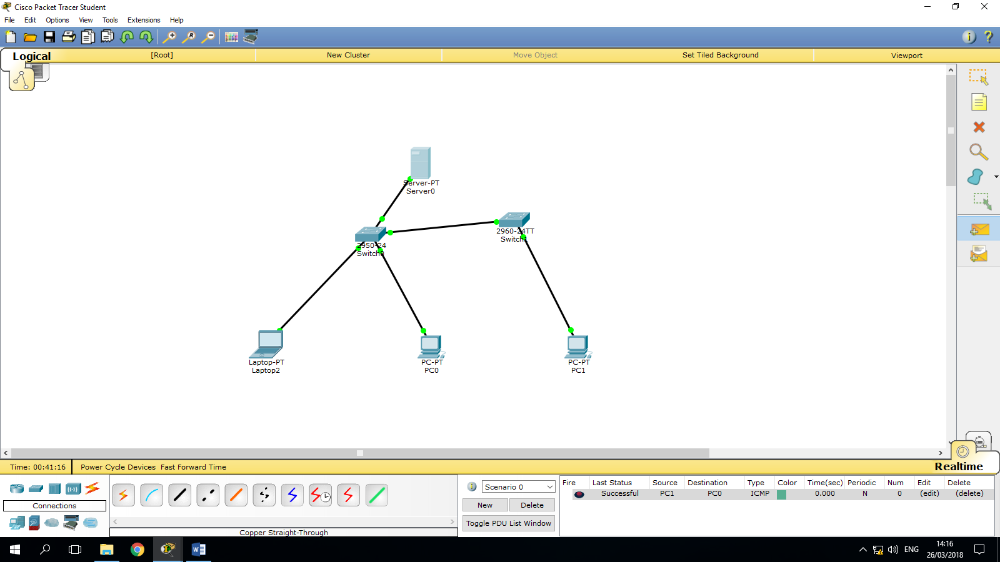 Cisco Packet Tracer Student
File Edit Options View Tools Extensions Help
Logical [Root] New Cluster Move Object Set Tiled Background Viewport
Server-PT
Server0
2950-24
Switch0
2960-24TT
Switch1
Laptop-PT
Laptop2
PC-PT
PC0
PC-PT
PC1
Time: 00:41:16 Power Cycle Devices Fast Forward Time
Realtime
Connections
Copper Straight-Through
Scenario 0
New Delete
Toggle PDU List Window
Fire Last Status Source Destination Type Color Time(sec) Periodic Num Edit Delete
Successful PC1 PC0 ICMP 0.000 N 0 (edit) (delete)
ENG
14:16
26/03/2018